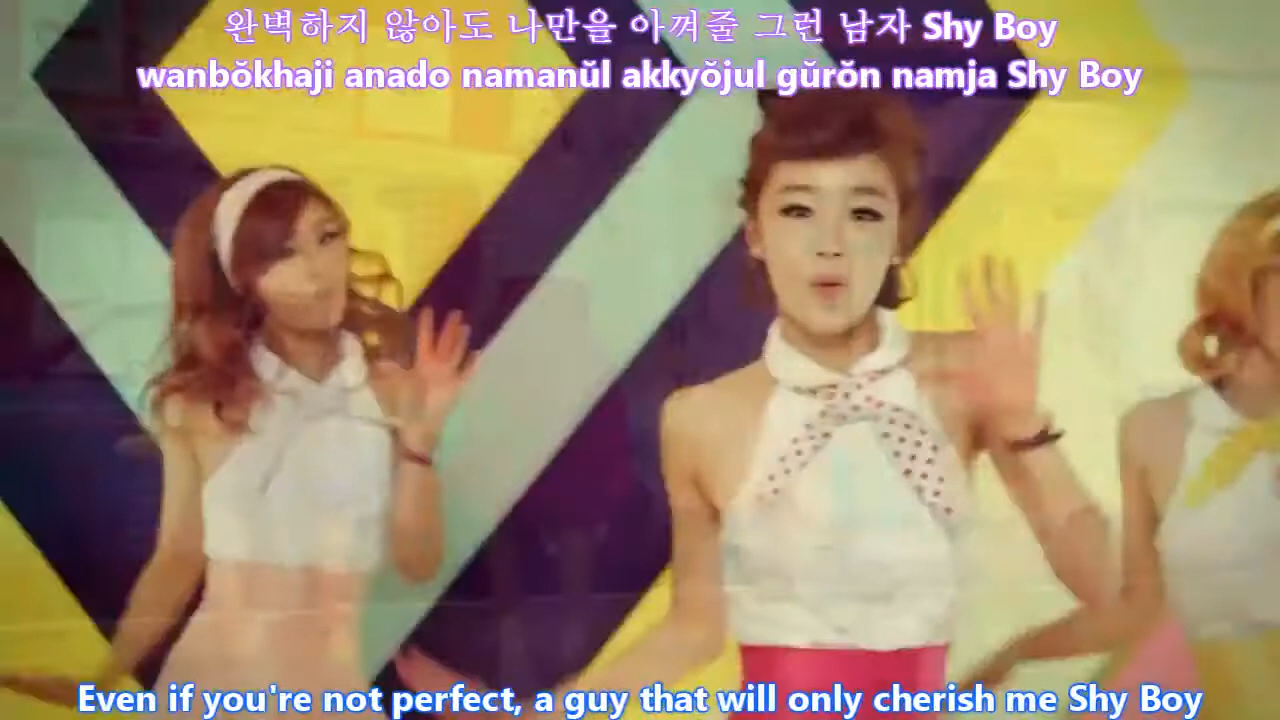 완벽하지 않아도 나만을 아껴줄 그런 남자 Shy Boy
wanbŏkhaji anado namanŭl akkyŏjul gŭrŏn namja Shy Boy
Even if you're not perfect, a guy that will only cherish me Shy Boy